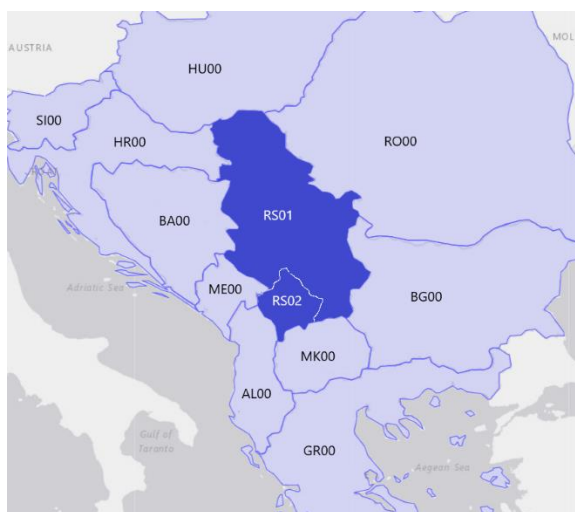 AUSTRIA
MOL
HU00
SI00
HR00
RO00
BA00
RS01
Adriatic Sea
ME00
RS02
BG00
MK00
AL00
Gulf of
Taranto
GR00
Aegean Sea